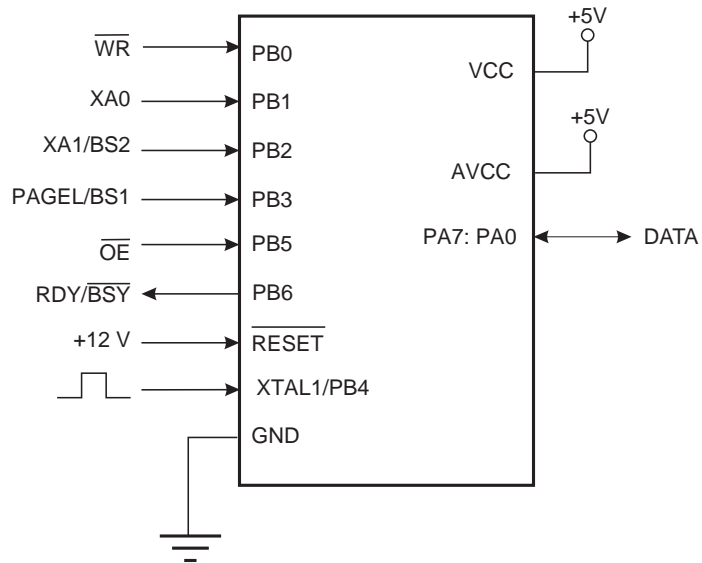 WR
XA0
XA1/BS2
PAGEL/BS1
OE
RDY/BSY
+12 V
PB0
PB1
PB2
PB3
PB5
PB6
RESET
XTAL1/PB4
GND
+5V
VCC
+5V
AVCC
PA7: PA0
DATA